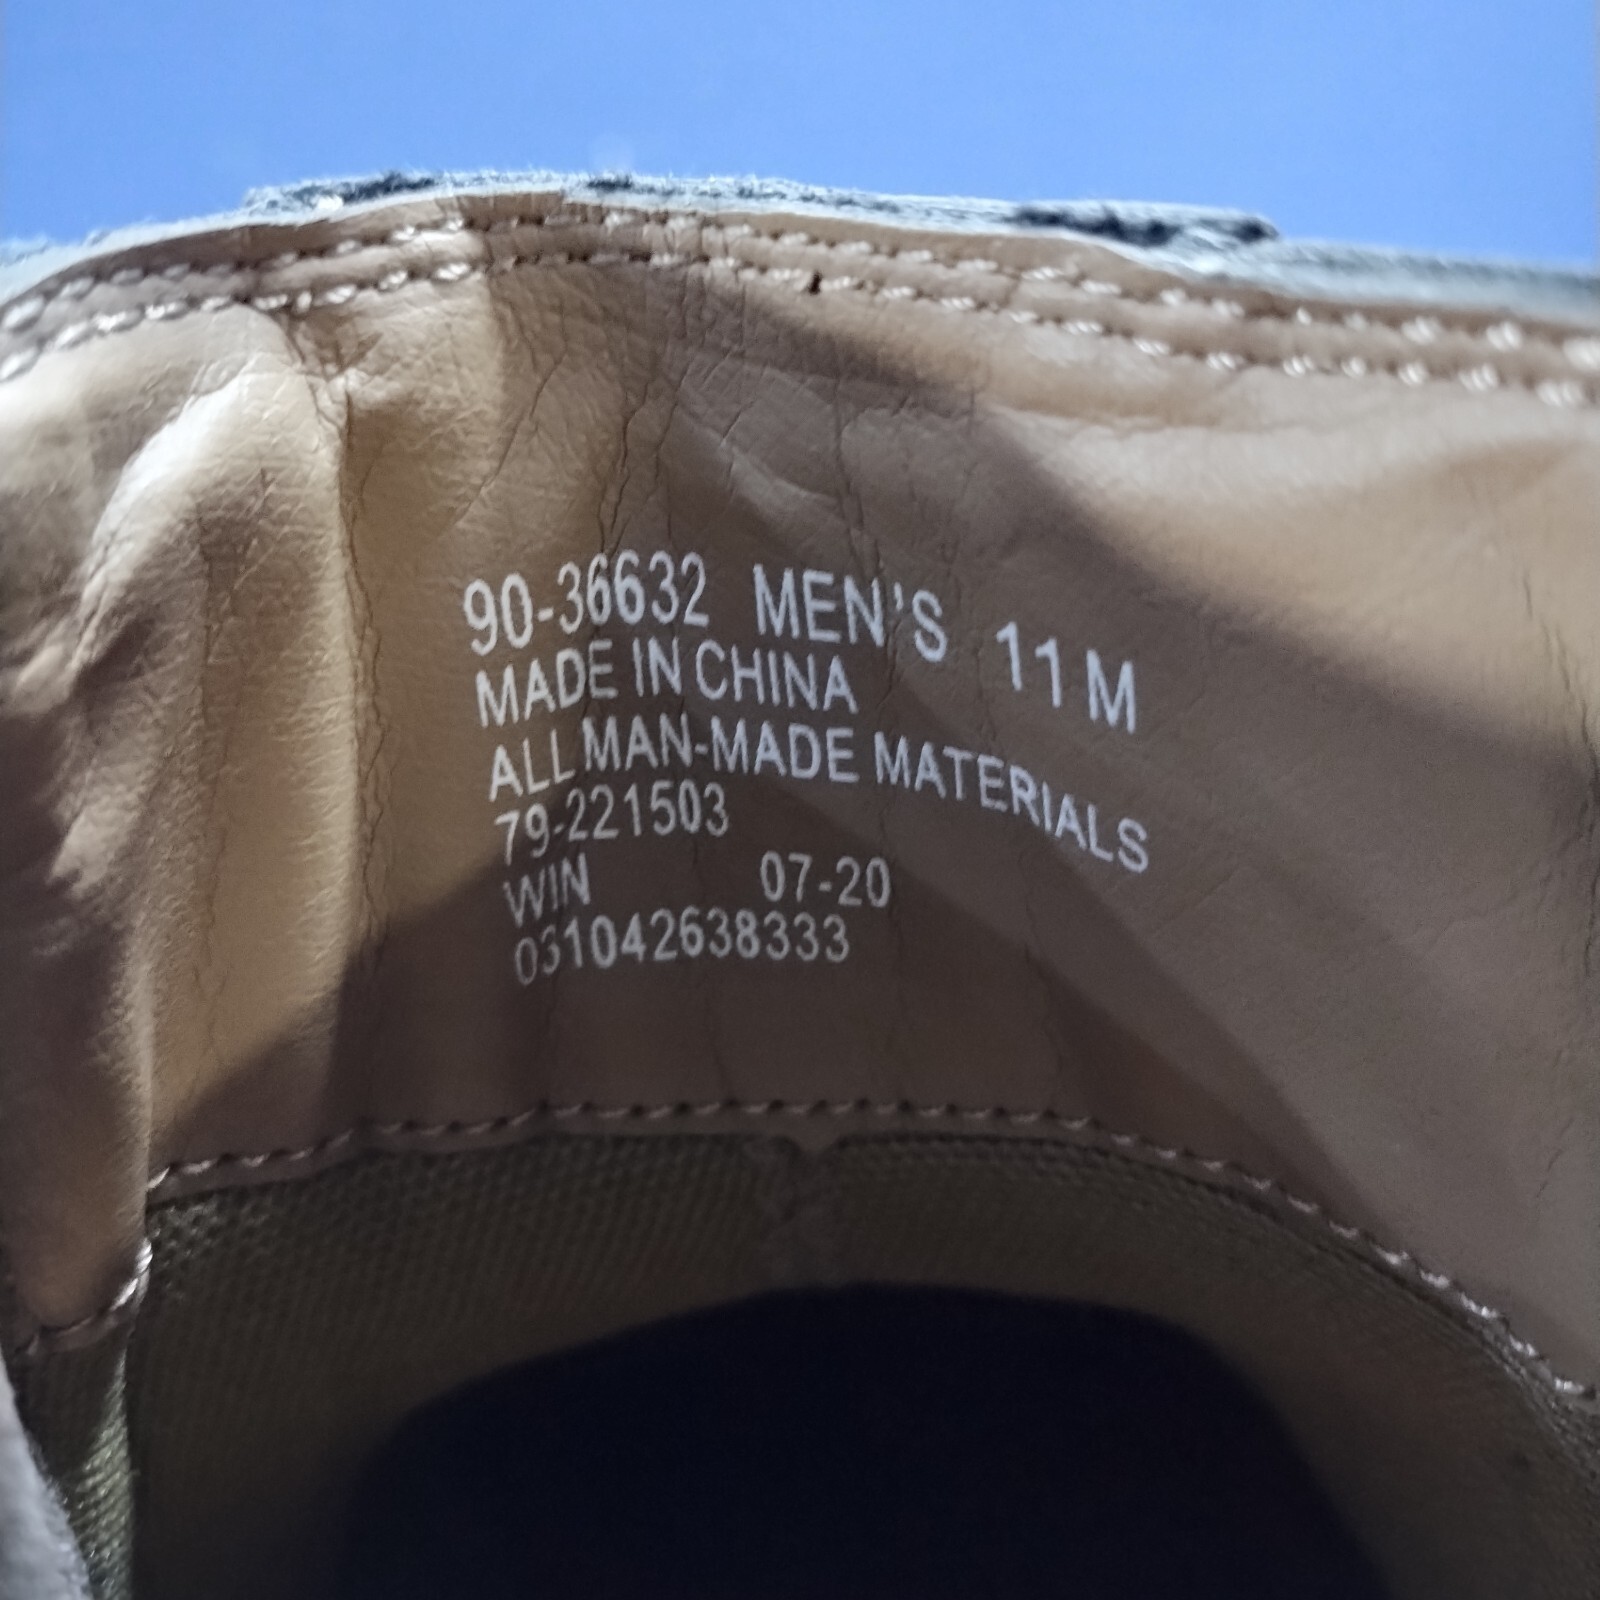 90-36632 MEN'S 11 M
MADE IN CHINA
ALL MAN-MADE MATERIALS
79-221503
WIN 07-20
031042638333